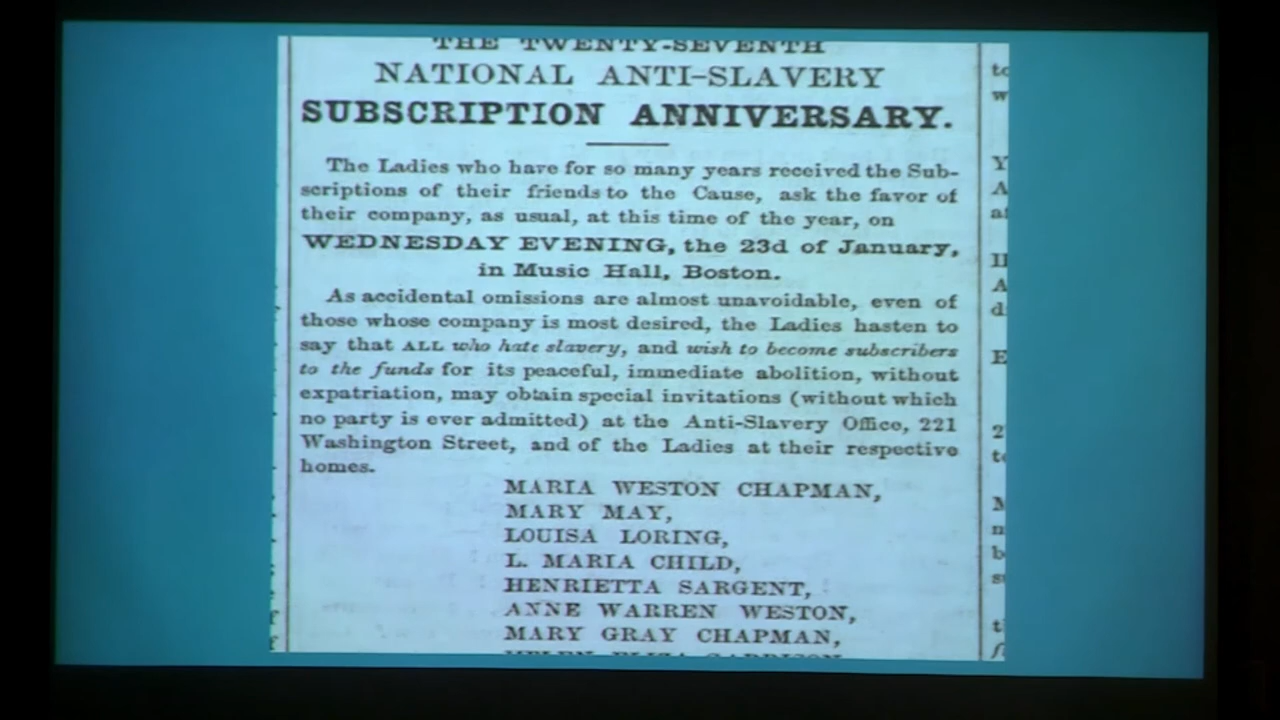 THE TWENTY-SEVENTH
NATIONAL ANTI-SLAVERY
SUBSCRIPTION ANNIVERSARY.
The Ladies who have for so many years received the Sub-
scriptions of their friends to the Cause, ask the favor of
their company, as usual, at this time of the year, on
WEDNESDAY EVENING, the 23d of January,
in Music Hall, Boston.
As accidental omissions are almost unavoidable, even of
those whose company is most desired, the Ladies hasten to
say that ALL who hate slavery, and wish to become subscribers
to the funds for its peaceful, immediate abolition, without
expatriation, may obtain special invitations (without which
no party is ever admitted) at the Anti-Slavery Office, 221
Washington Street, and of the Ladies at their respective
homes.
MARIA WESTON CHAPMAN,
MARY MAY,
LOUISA LORING,
L. MARIA CHILD,
HENRIETTA SARGENT,
ANNE WARREN WESTON,
MARY GRAY CHAPMAN,